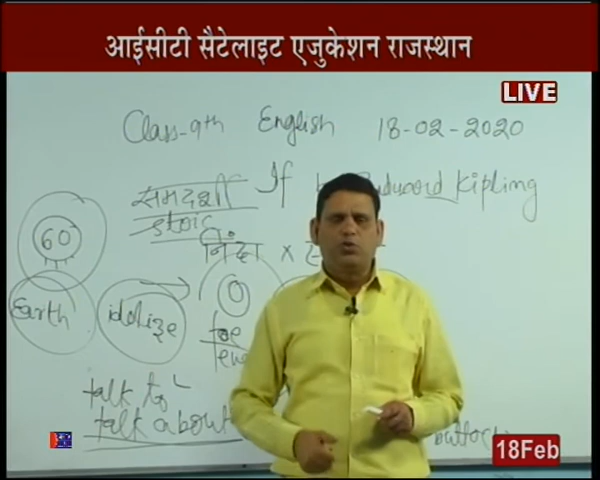 आईसीटी सैटेलाइट एजुकेशन राजस्थान
LIVE
Class-9th English 18-02-2020
If Kipling
समदर्शी
stoic
60
निंदा ×
Earth idolize
talk to
talk about
18Feb